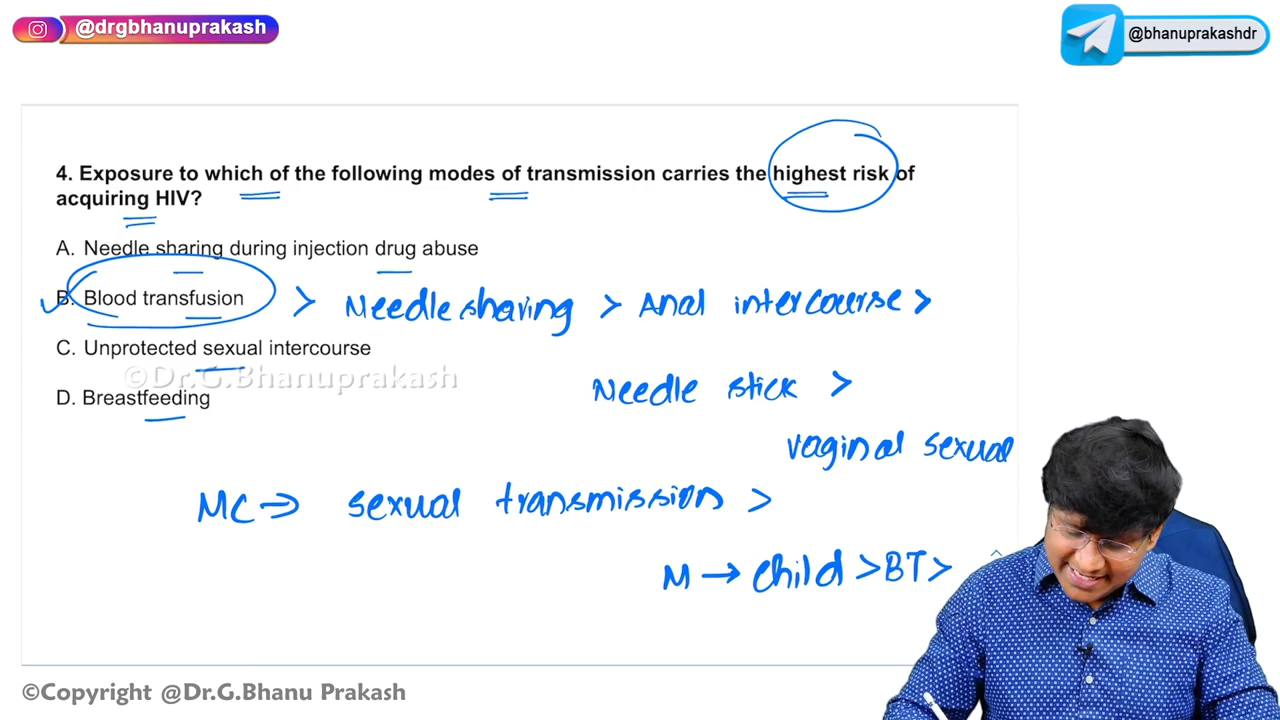 @drgbhanuprakash
@bhanuprakashdr
4. Exposure to which of the following modes of transmission carries the highest risk of
acquiring HIV?
A. Needle sharing during injection drug abuse
B. Blood transfusion > Needle sharing > Anal intercourse >
C. Unprotected sexual intercourse
©Dr.G.Bhanuprakash
Needle stick >
D. Breastfeeding
vaginal sexual
MC → sexual transmission >
M → child > BT >
©Copyright @Dr.G.Bhanu Prakash